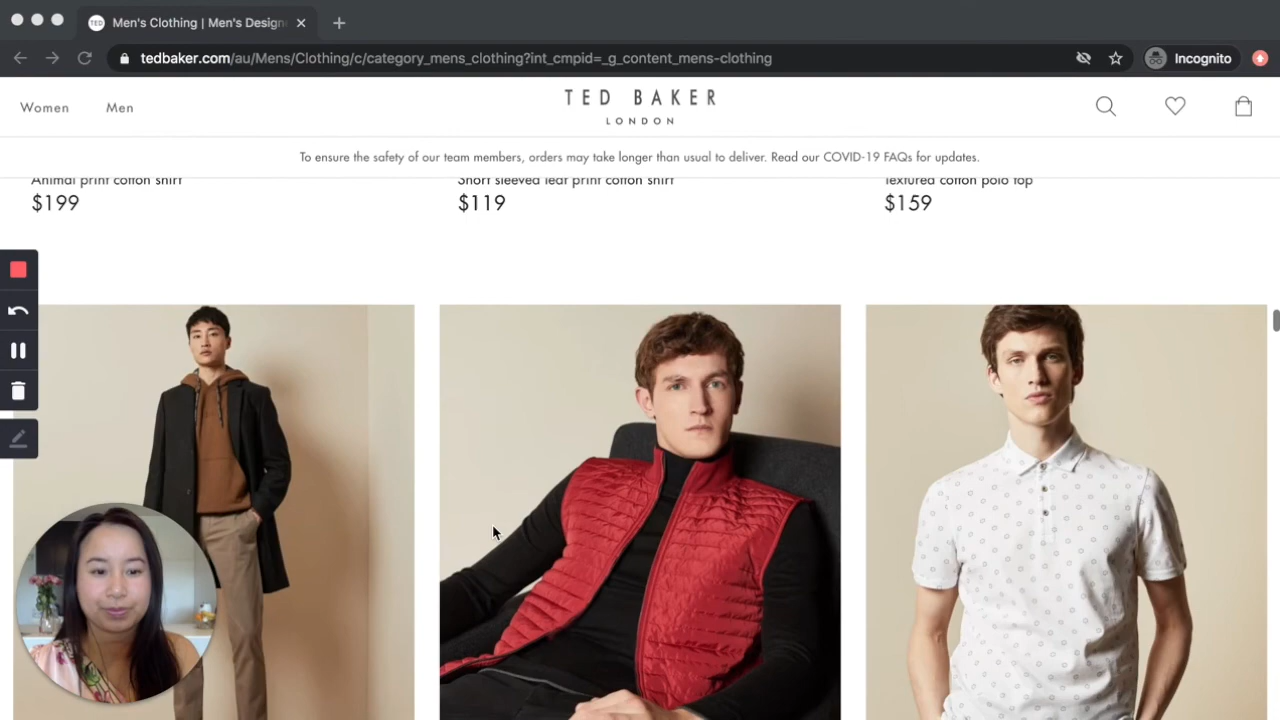 TED
Men's Clothing | Men's Design
tedbaker.com/au/Mens/Clothing/c/category_mens_clothing?int_cmpid=_g_content_mens-clothing
Incognito
Women
Men
TED BAKER
LONDON
To ensure the safety of our team members, orders may take longer than usual to deliver. Read our COVID-19 FAQs for updates.
Animal print cotton shirt
Short sleeved leaf print cotton shirt
Textured cotton polo top
$199
$119
$159